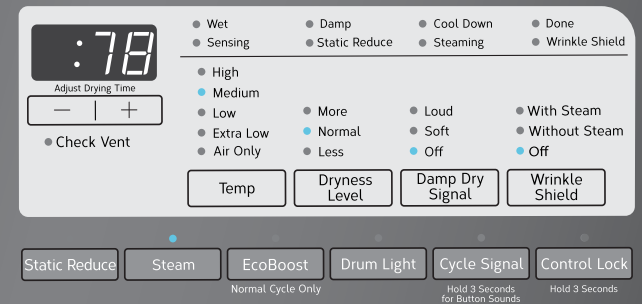 Wet
Damp
Cool Down
Done
Sensing
Static Reduce
Steaming
Wrinkle Shield
:78
Adjust Drying Time
— | +
Check Vent
High
Medium
Low
Extra Low
Air Only
More
Normal
Less
Loud
Soft
Off
With Steam
Without Steam
Off
Temp
Dryness
Level
Damp Dry
Signal
Wrinkle
Shield
Static Reduce
Steam
EcoBoost
Drum Light
Cycle Signal
Control Lock
Normal Cycle Only
Hold 3 Seconds
for Button Sounds
Hold 3 Seconds